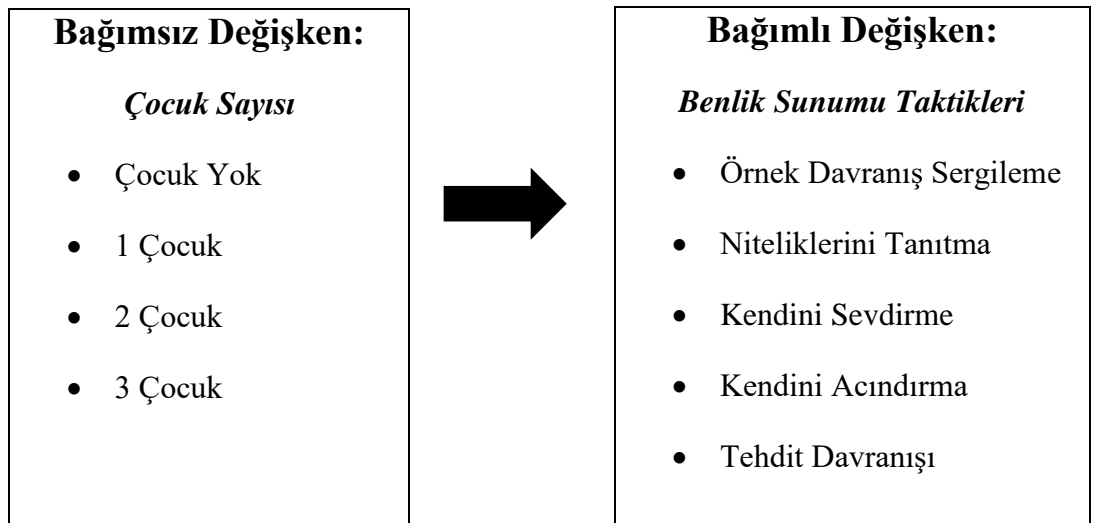 Bağımsız Değişken:
Çocuk Sayısı
• Çocuk Yok
• 1 Çocuk
• 2 Çocuk
• 3 Çocuk
Bağımlı Değişken:
Benlik Sunumu Taktikleri
• Örnek Davranış Sergileme
• Niteliklerini Tanıtma
• Kendini Sevdirme
• Kendini Acındırma
• Tehdit Davranışı